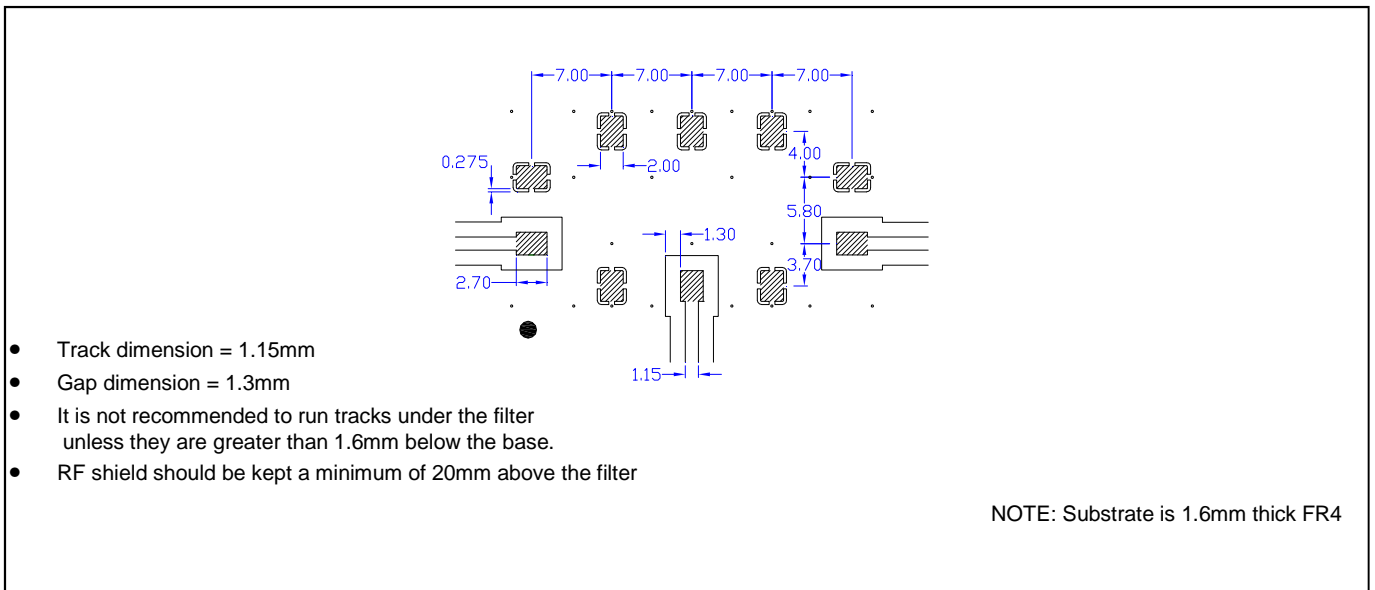 7.00 7.00 7.00 7.00
4.00
0.275
2.00
5.80
1.30
3.70
2.70
1.15
• Track dimension = 1.15mm
• Gap dimension = 1.3mm
• It is not recommended to run tracks under the filter
unless they are greater than 1.6mm below the base.
• RF shield should be kept a minimum of 20mm above the filter
NOTE: Substrate is 1.6mm thick FR4